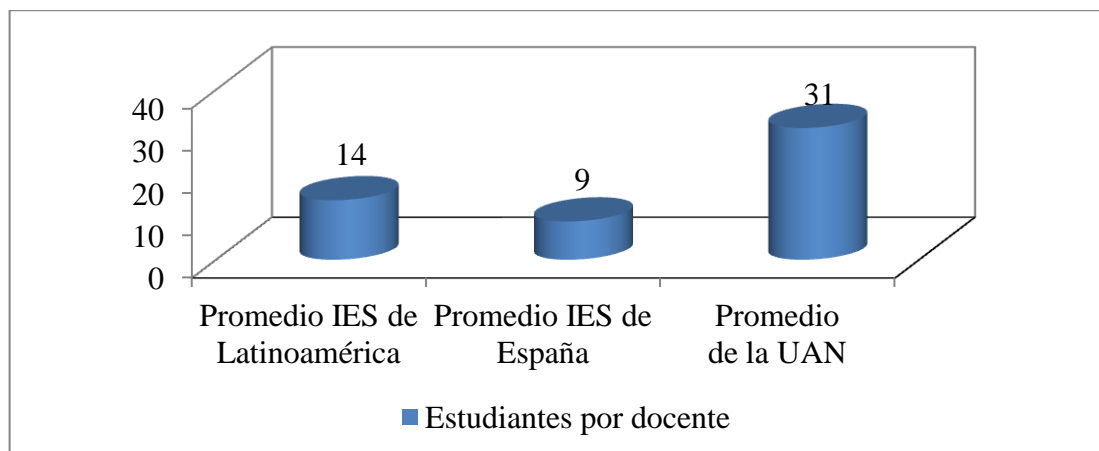 40
30
20
10
0
14
9
31
Promedio IES de
Latinoamérica
Promedio IES de
España
Promedio
de la UAN
Estudiantes por docente